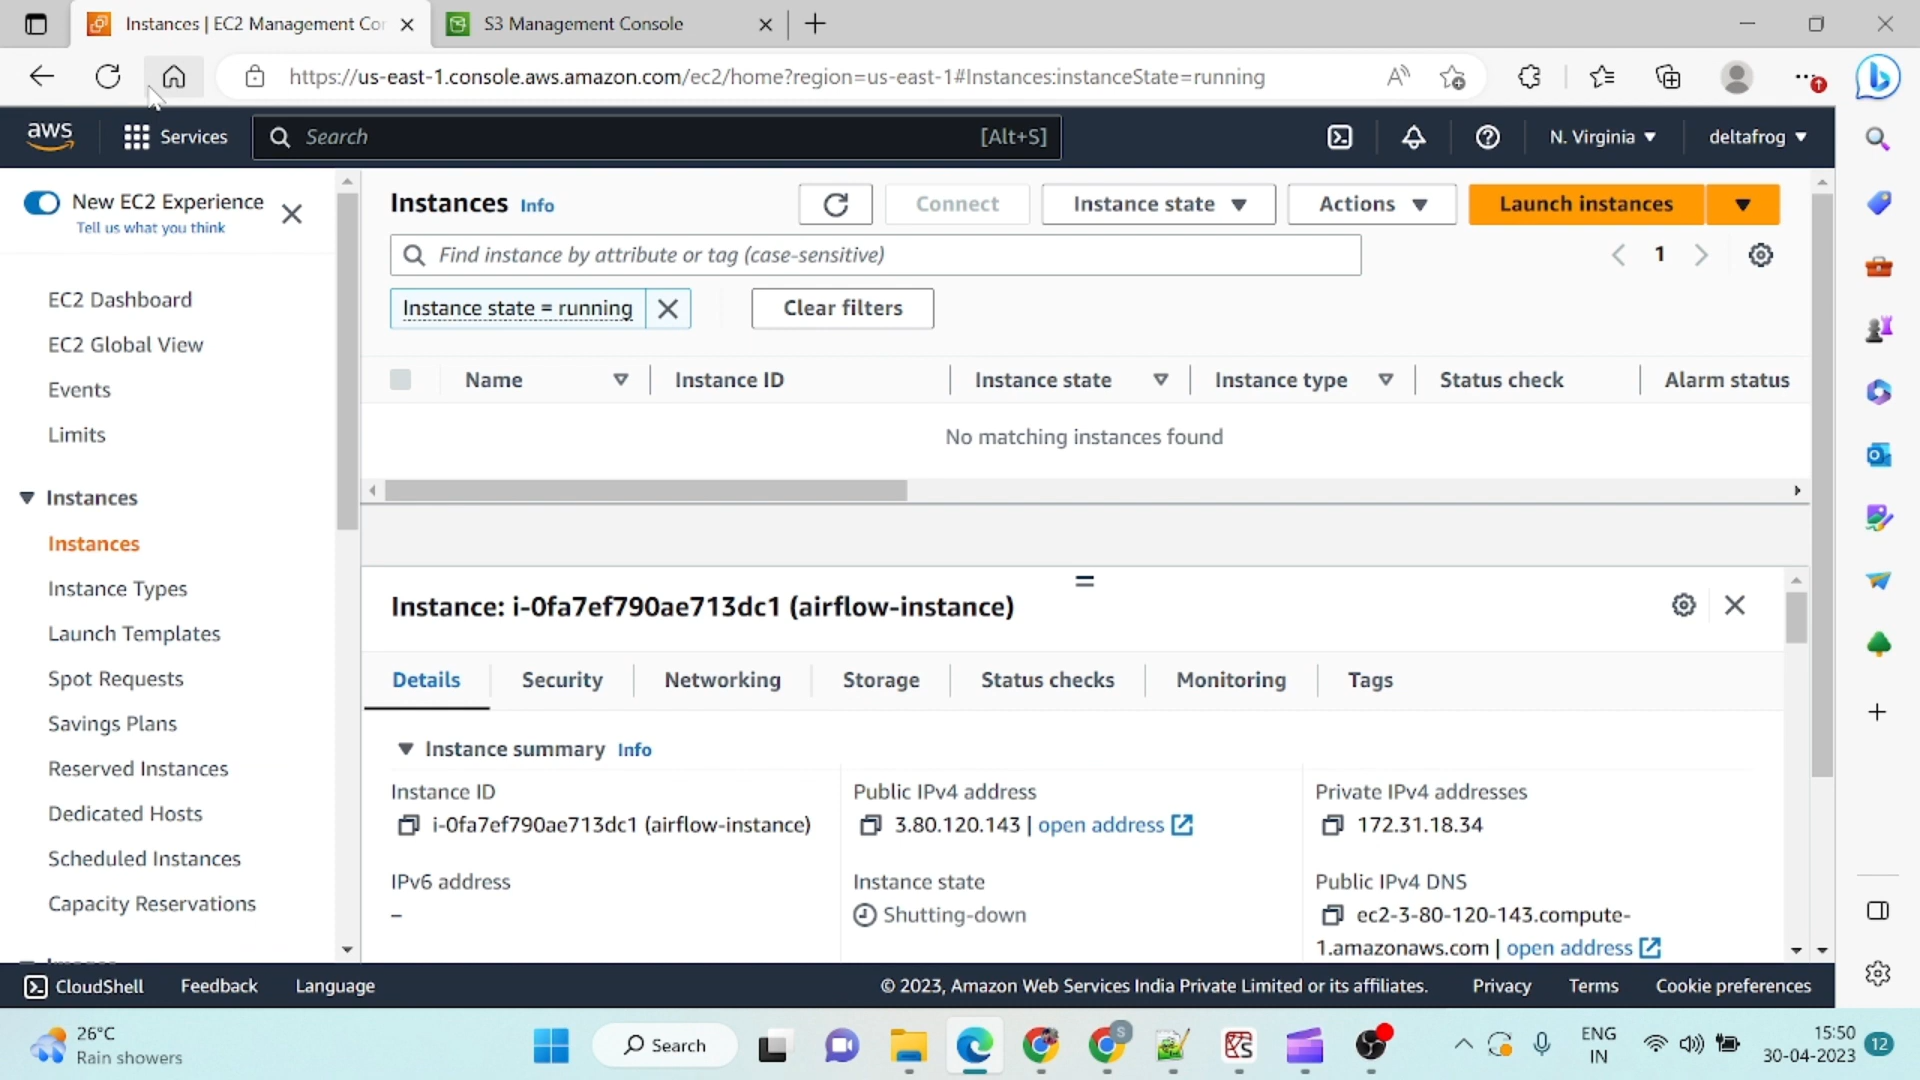 Instances | EC2 Management Cor
S3 Management Console
https://us-east-1.console.aws.amazon.com/ec2/home?region=us-east-1#Instances:instanceState=running
aws
Services
Search
[Alt+S]
N. Virginia
deltafrog
New EC2 Experience
Tell us what you think
EC2 Dashboard
EC2 Global View
Events
Limits
Instances
Instances
Instance Types
Launch Templates
Spot Requests
Savings Plans
Reserved Instances
Dedicated Hosts
Scheduled Instances
Capacity Reservations
Images
Instances Info
Connect
Instance state
Actions
Launch instances
Find instance by attribute or tag (case-sensitive)
1
Instance state = running
Clear filters
Name
Instance ID
Instance state
Instance type
Status check
Alarm status
No matching instances found
Instance: i-0fa7ef790ae713dc1 (airflow-instance)
Details
Security
Networking
Storage
Status checks
Monitoring
Tags
Instance summary Info
Instance ID
i-0fa7ef790ae713dc1 (airflow-instance)
Public IPv4 address
3.80.120.143 | open address
Private IPv4 addresses
172.31.18.34
IPv6 address
–
Instance state
Shutting-down
Public IPv4 DNS
ec2-3-80-120-143.compute-
1.amazonaws.com | open address
CloudShell
Feedback
Language
© 2023, Amazon Web Services India Private Limited or its affiliates.
Privacy
Terms
Cookie preferences
26°C
Rain showers
Search
S
ENG
IN
15:50
30-04-2023
12